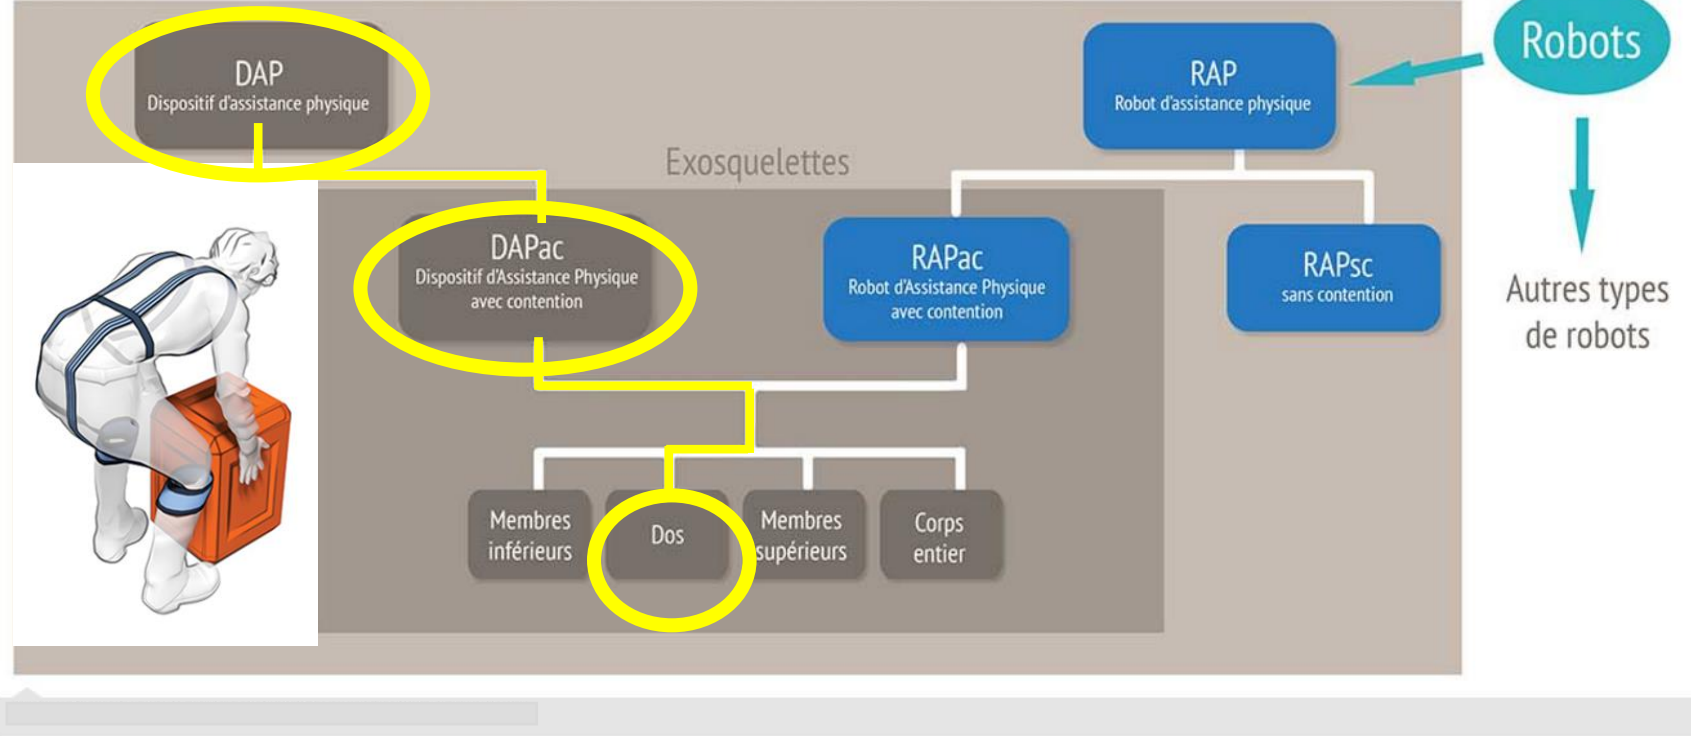 DAP
Dispositif d'assistance physique
RAP
Robot d'assistance physique
Robots
Exosquelettes
DAPac
Dispositif d'Assistance Physique
avec contention
RAPac
Robot d'Assistance Physique
avec contention
RAPsc
sans contention
Autres types
de robots
Membres
inférieurs
Dos
Membres
supérieurs
Corps
entier